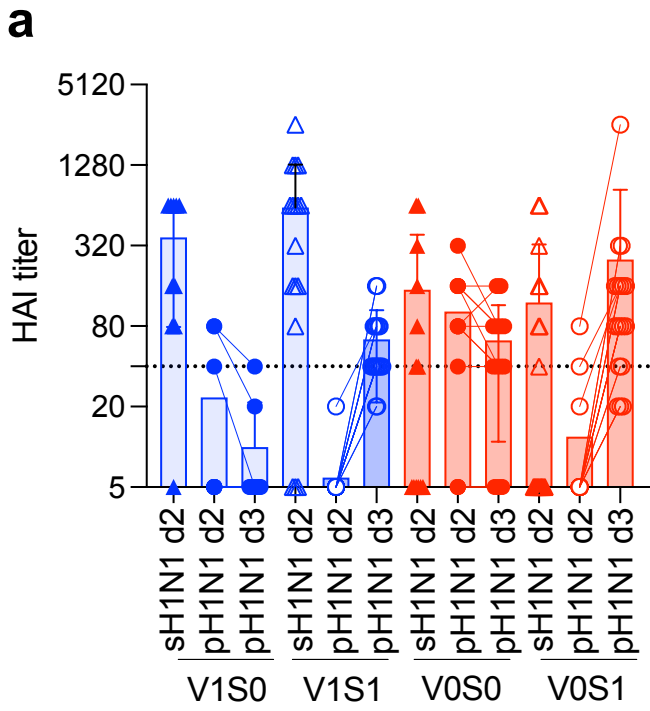 a
5120
1280
320
80
20
5
HAI titer
sH1N1 d2
pH1N1 d2
pH1N1 d3
sH1N1 d2
pH1N1 d2
pH1N1 d3
sH1N1 d2
pH1N1 d2
pH1N1 d3
sH1N1 d2
pH1N1 d2
pH1N1 d3
V1S0
V1S1
V0S0
V0S1